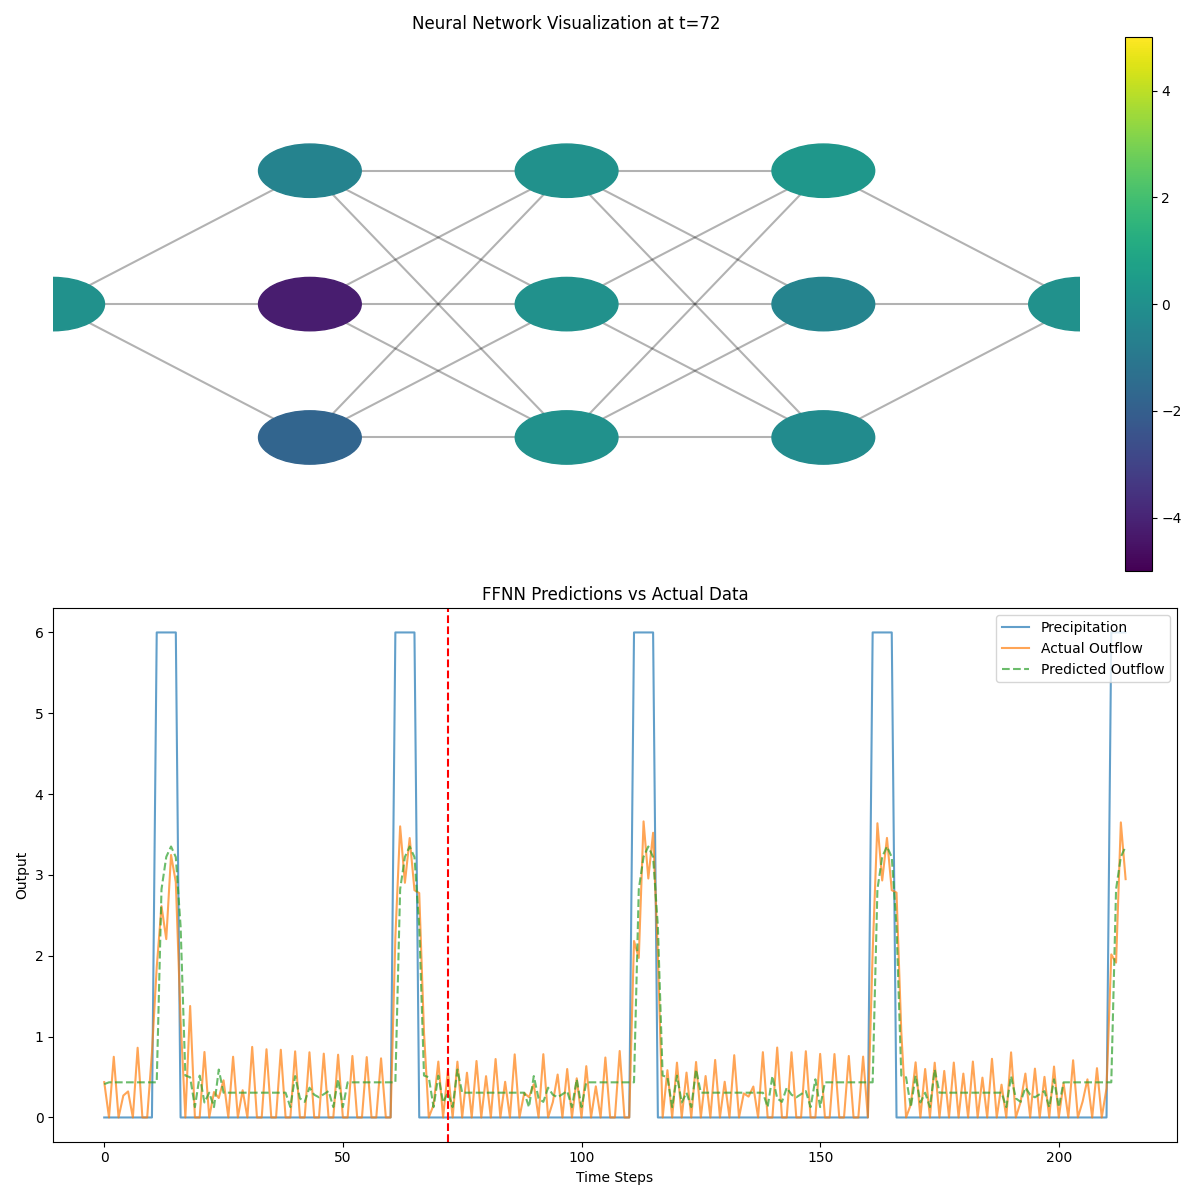 Neural Network Visualization at t=72
4
2
0
−2
−4
FFNN Predictions vs Actual Data
Precipitation
Actual Outflow
Predicted Outflow
6
5
4
3
2
1
0
Output
0
50
100
150
200
Time Steps